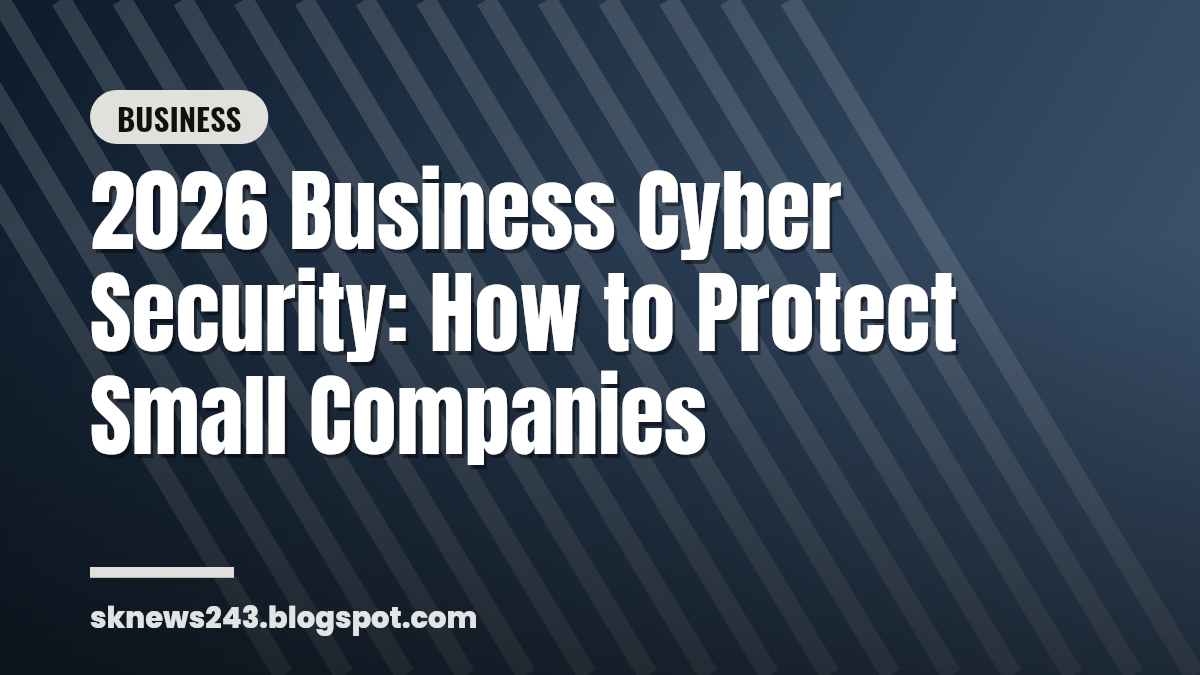 BUSINESS
2026 Business Cyber
Security: How to Protect
Small Companies
sknews243.blogspot.com